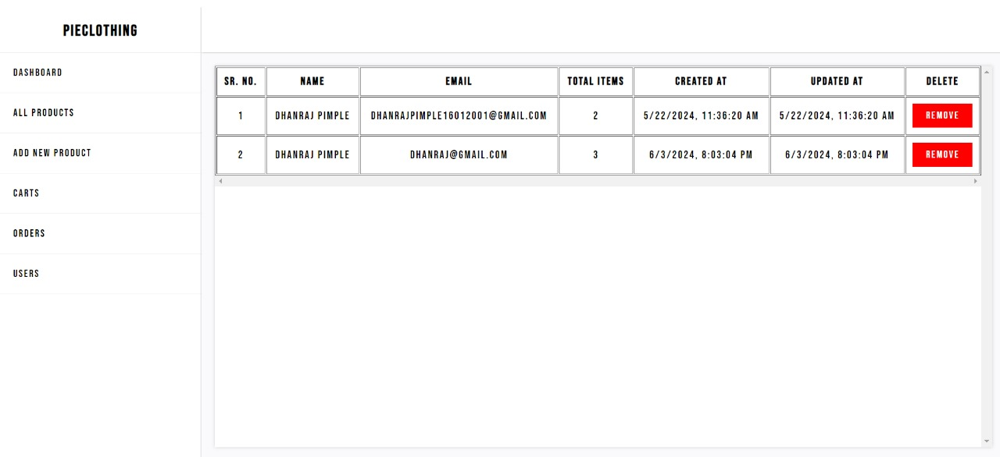 PIECLOTHING
DASHBOARD
ALL PRODUCTS
ADD NEW PRODUCT
CARTS
ORDERS
USERS
SR. NO. NAME EMAIL TOTAL ITEMS CREATED AT UPDATED AT DELETE
1 DHANRAJ PIMPLE DHANRAJPIMPLE16012001@GMAIL.COM 2 5/22/2024, 11:36:20 AM 5/22/2024, 11:36:20 AM REMOVE
2 DHANRAJ PIMPLE DHANRAJ@GMAIL.COM 3 6/3/2024, 8:03:04 PM 6/3/2024, 8:03:04 PM REMOVE